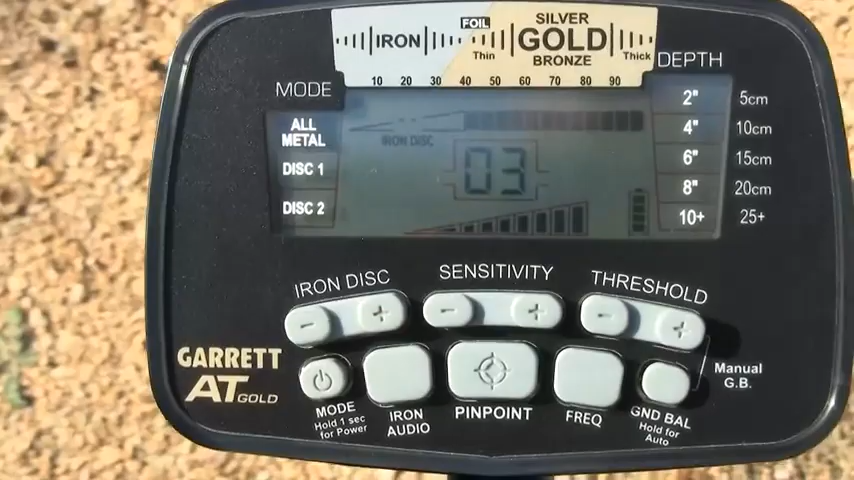 FOIL
SILVER
IRON
GOLD
Thin
BRONZE
Thick
10 20 30 40 50 60 70 80 90
MODE
DEPTH
ALL
METAL
DISC 1
DISC 2
IRON DISC
03
2" 5cm
4" 10cm
6" 15cm
8" 20cm
10+ 25+
IRON DISC
SENSITIVITY
THRESHOLD
- +
- +
- +
GARRETT
AT GOLD
MODE
Hold 1 sec
for Power
IRON
AUDIO
PINPOINT
FREQ
GND BAL
Hold for
Auto
Manual
G.B.